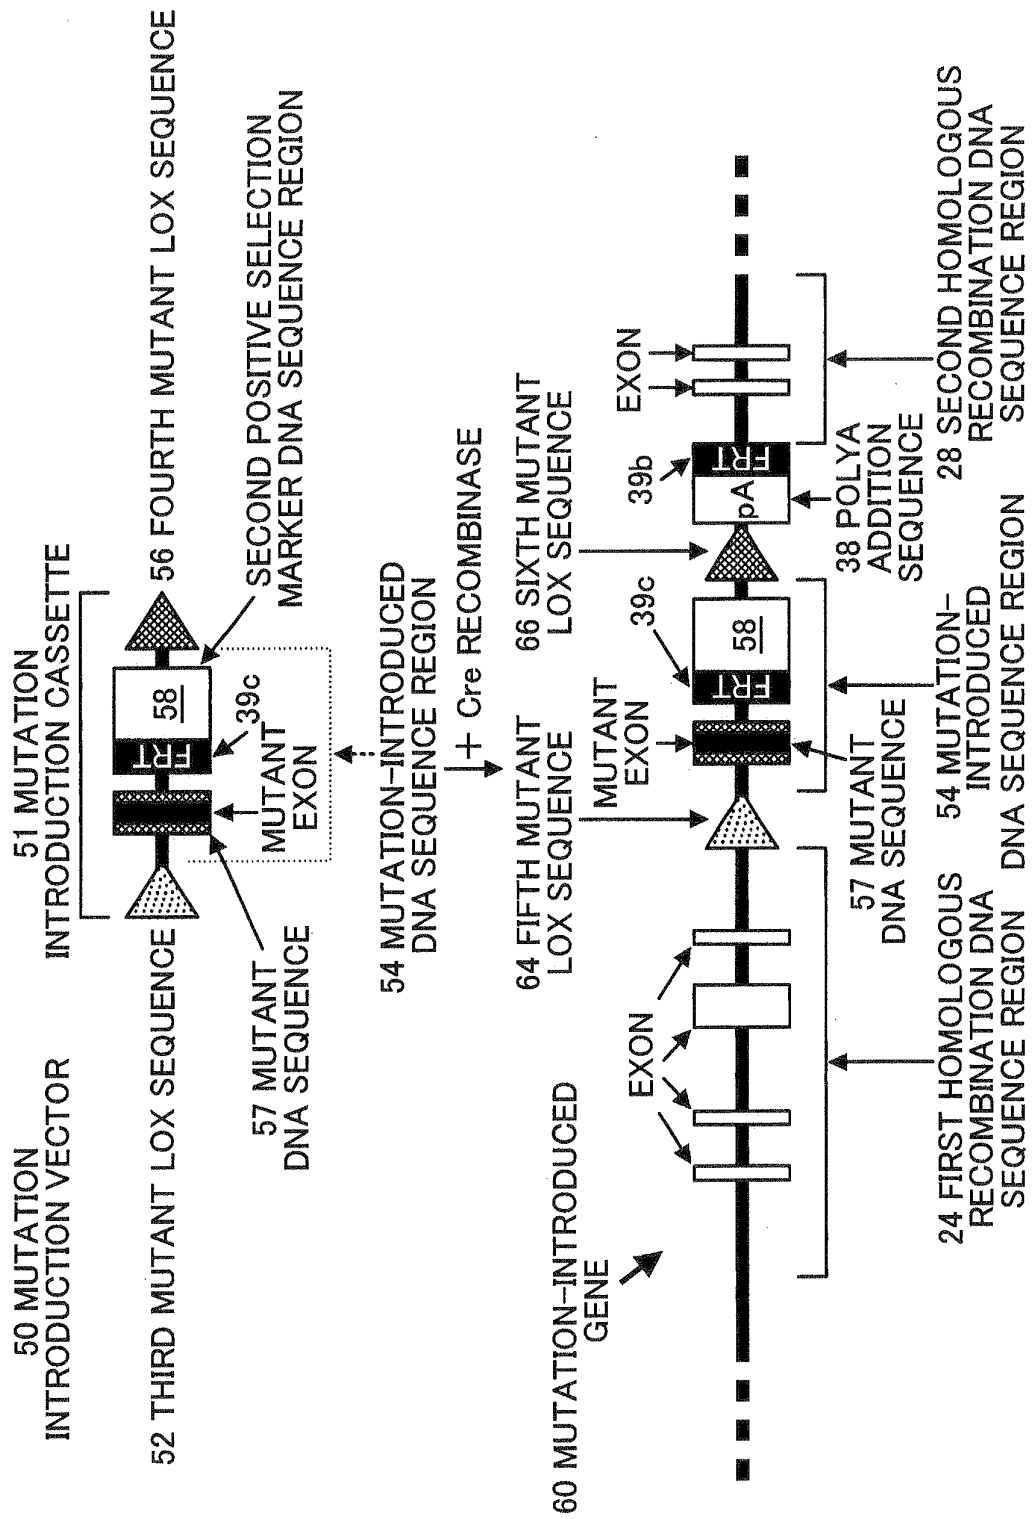 50 MUTATION
INTRODUCTION VECTOR
51 MUTATION
INTRODUCTION CASSETTE
52 THIRD MUTANT LOX SEQUENCE
56 FOURTH MUTANT LOX SEQUENCE
FRT
58
39c
SECOND POSITIVE SELECTION
MARKER DNA SEQUENCE REGION
57 MUTANT
DNA SEQUENCE
MUTANT
EXON
54 MUTATION-INTRODUCED
DNA SEQUENCE REGION
+ Cre RECOMBINASE
60 MUTATION-INTRODUCED
GENE
64 FIFTH MUTANT
LOX SEQUENCE
66 SIXTH MUTANT
LOX SEQUENCE
EXON
MUTANT
EXON
39c
39b
EXON
FRT
58
pA
FRT
57 MUTANT
DNA SEQUENCE
38 POLYA
ADDITION
SEQUENCE
24 FIRST HOMOLOGOUS
RECOMBINATION DNA
SEQUENCE REGION
54 MUTATION-
INTRODUCED
DNA SEQUENCE REGION
28 SECOND HOMOLOGOUS
RECOMBINATION DNA
SEQUENCE REGION